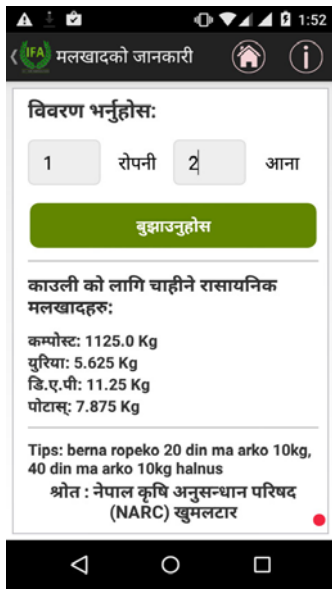 1:52
IFA
मलखादको जानकारी
विवरण भर्नुहोस:
1 रोपनी 2 आना
बुझाउनुहोस
काउली को लागि चाहीने रासायनिक
मलखादहरु:
कम्पोस्ट: 1125.0 Kg
युरिया: 5.625 Kg
डि.ए.पी: 11.25 Kg
पोटास्: 7.875 Kg
Tips: berna ropeko 20 din ma arko 10kg,
40 din ma arko 10kg halnus
श्रोत : नेपाल कृषि अनुसन्धान परिषद
(NARC) खुमलटार